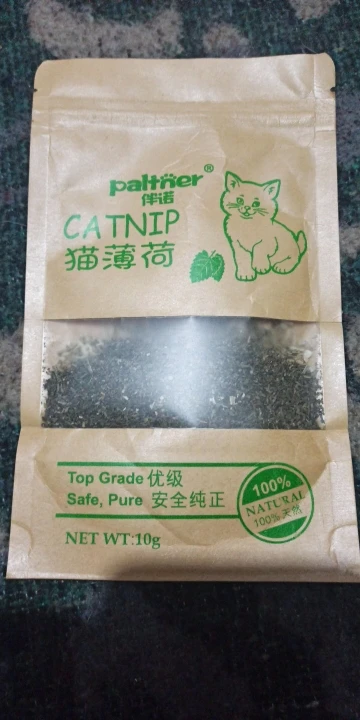 paltner®
伴诺
CATNIP
猫薄荷
Top Grade 优级
Safe, Pure 安全纯正
100%
NATURAL
100%天然
NET WT:10g